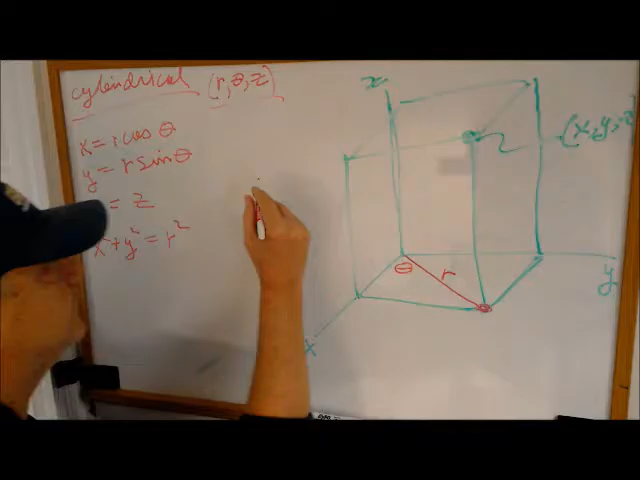 cylindrical (r, θ, z)
x = r cos θ
y = r sin θ
= z
x² + y² = r²
z
(x, y, z)
θ
r
y
x